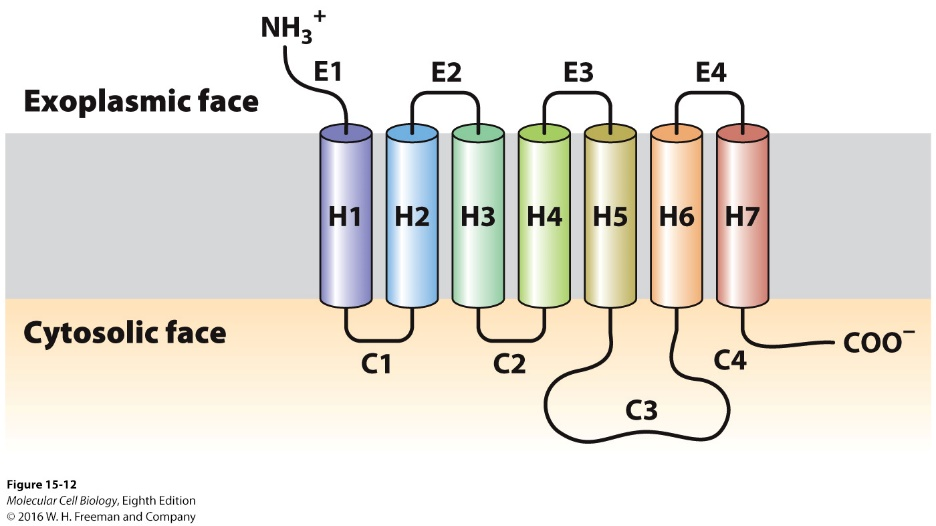 NH₃⁺
E1 E2 E3 E4
Exoplasmic face
H1 H2 H3 H4 H5 H6 H7
Cytosolic face
C1 C2 C4 COO⁻
C3
Figure 15-12
Molecular Cell Biology, Eighth Edition
© 2016 W. H. Freeman and Company